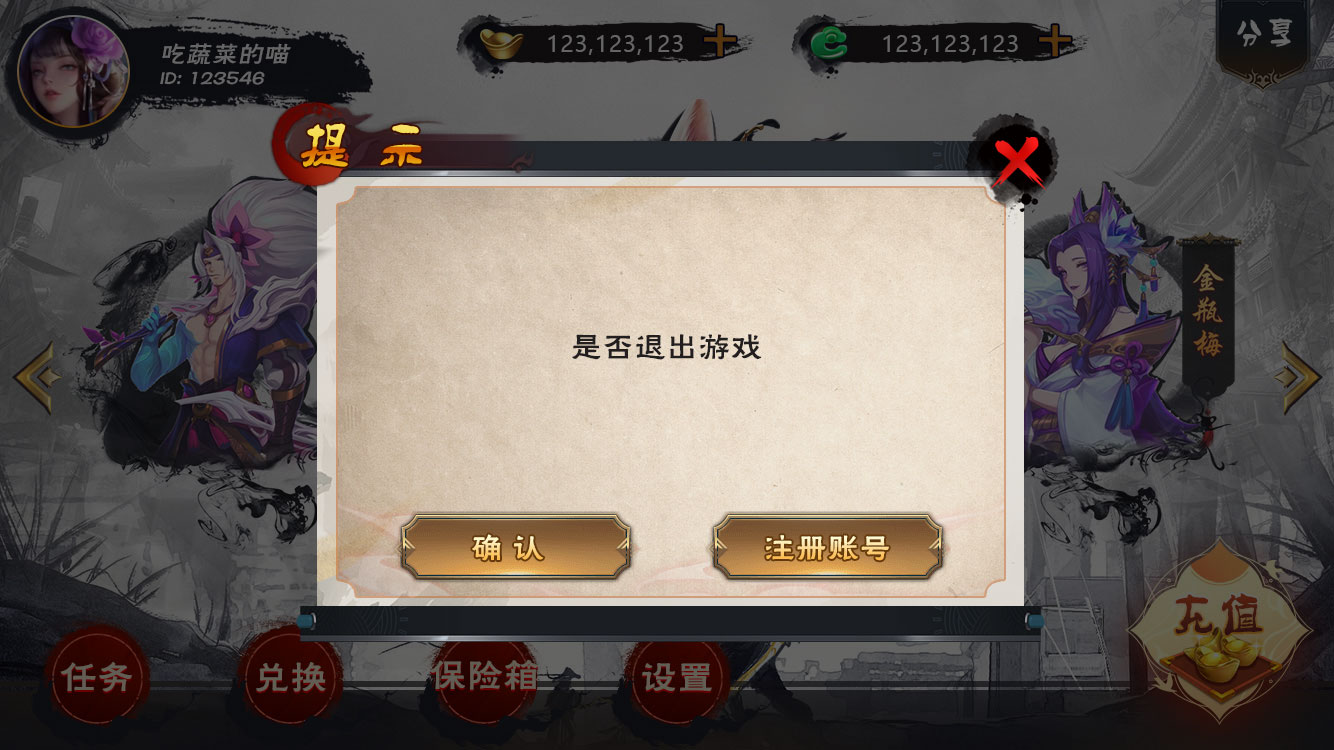 吃蔬菜的喵
ID: 123546
123,123,123
123,123,123
分享
提 示
金瓶梅
是否退出游戏
确 认
注册账号
充值
任务
兑换
保险箱
设置